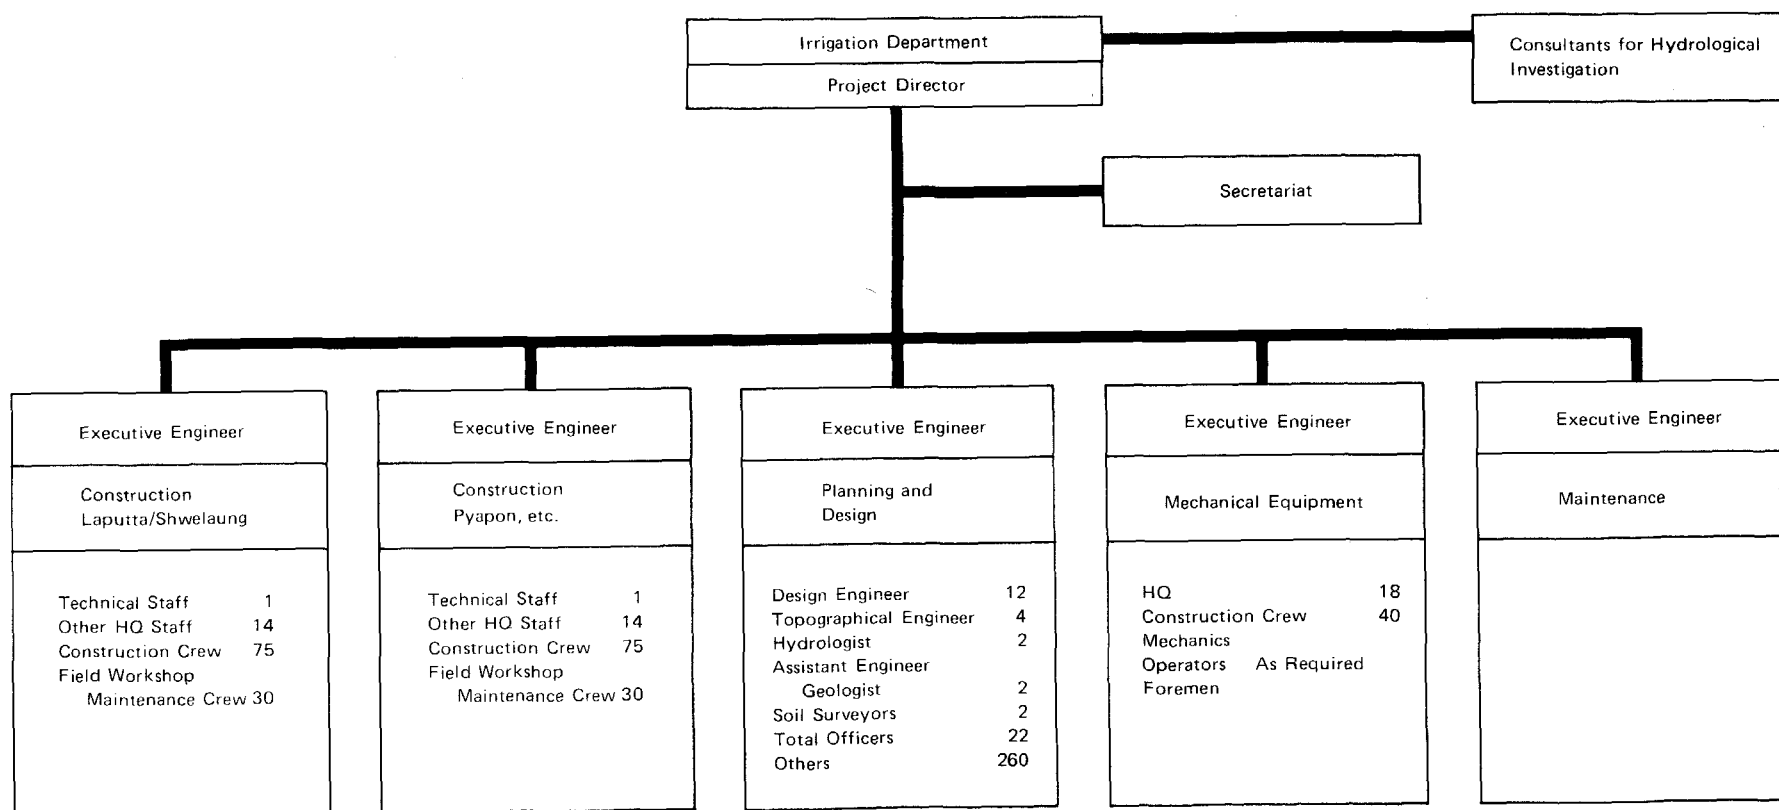 Irrigation Department
Project Director
Consultants for Hydrological
Investigation
Secretariat
Executive Engineer
Construction
Laputta/Shwelaung
Technical Staff 1
Other HQ Staff 14
Construction Crew 75
Field Workshop
Maintenance Crew 30
Executive Engineer
Construction
Pyapon, etc.
Technical Staff 1
Other HQ Staff 14
Construction Crew 75
Field Workshop
Maintenance Crew 30
Executive Engineer
Planning and
Design
Design Engineer 12
Topographical Engineer 4
Hydrologist 2
Assistant Engineer
Geologist 2
Soil Surveyors 2
Total Officers 22
Others 260
Executive Engineer
Mechanical Equipment
HQ 18
Construction Crew 40
Mechanics
Operators As Required
Foremen
Executive Engineer
Maintenance